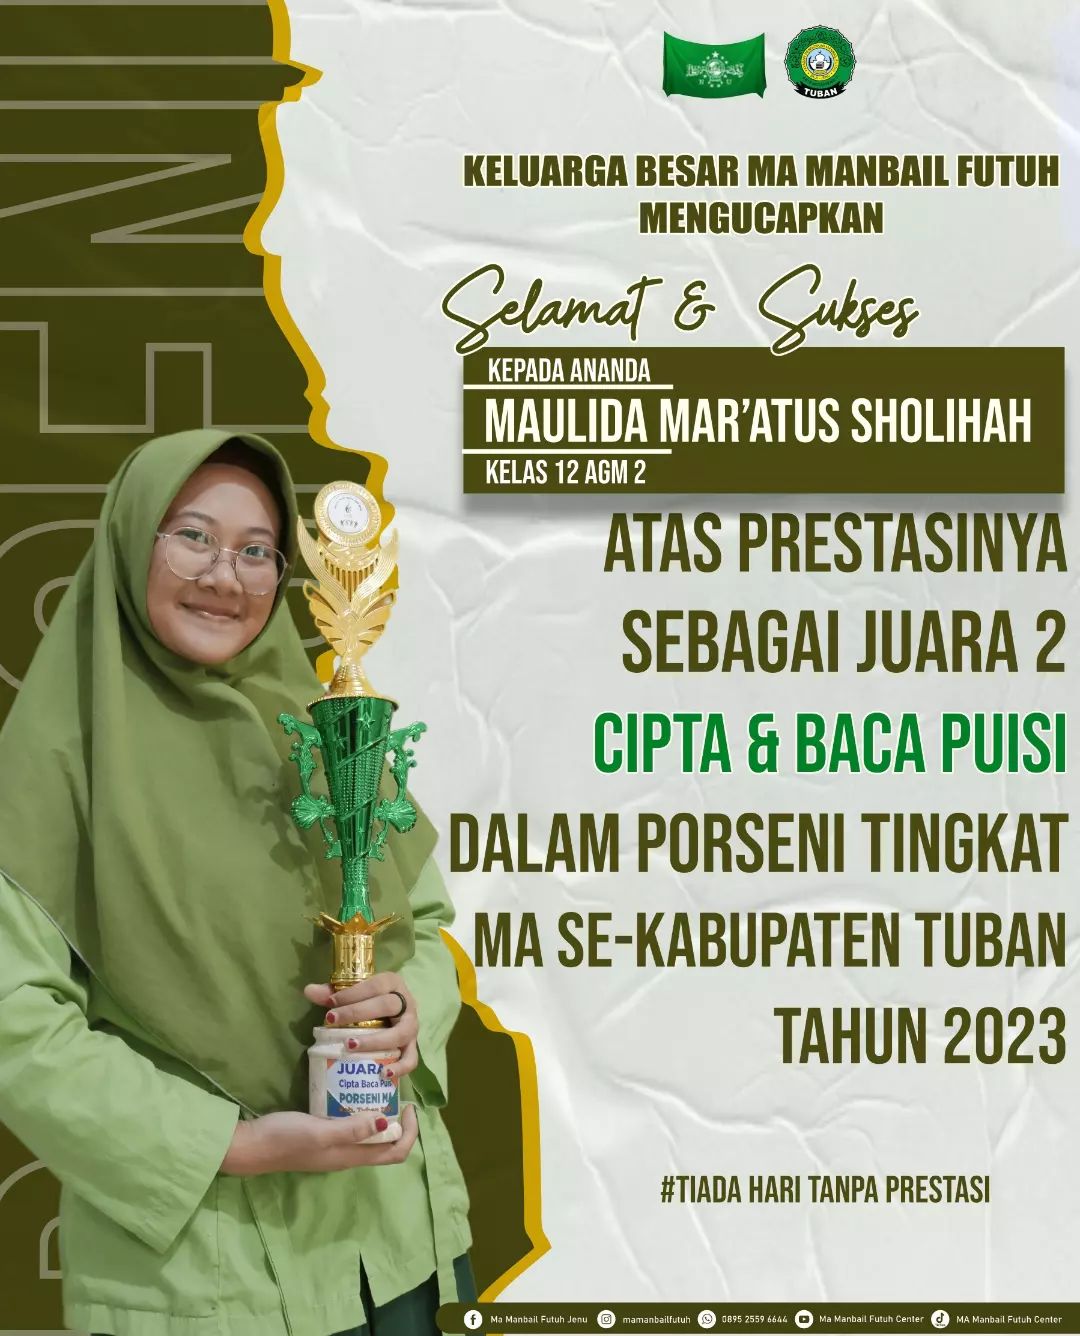 TUBAN
KELUARGA BESAR MA MANBAIL FUTUH
MENGUCAPKAN
Selamat & Sukses
KEPADA ANANDA
MAULIDA MAR'ATUS SHOLIHAH
KELAS 12 AGM 2
ATAS PRESTASINYA
SEBAGAI JUARA 2
CIPTA & BACA PUISI
DALAM PORSENI TINGKAT
MA SE-KABUPATEN TUBAN
TAHUN 2023
PORSENI
JUARA
Cipta Baca Puis
PORSENI MA
#TIADA HARI TANPA PRESTASI
Ma Manbail Futuh Jenu mamanbailfutuh 0895 2559 6644 Ma Manbail Futuh Center MA Manbail Futuh Center